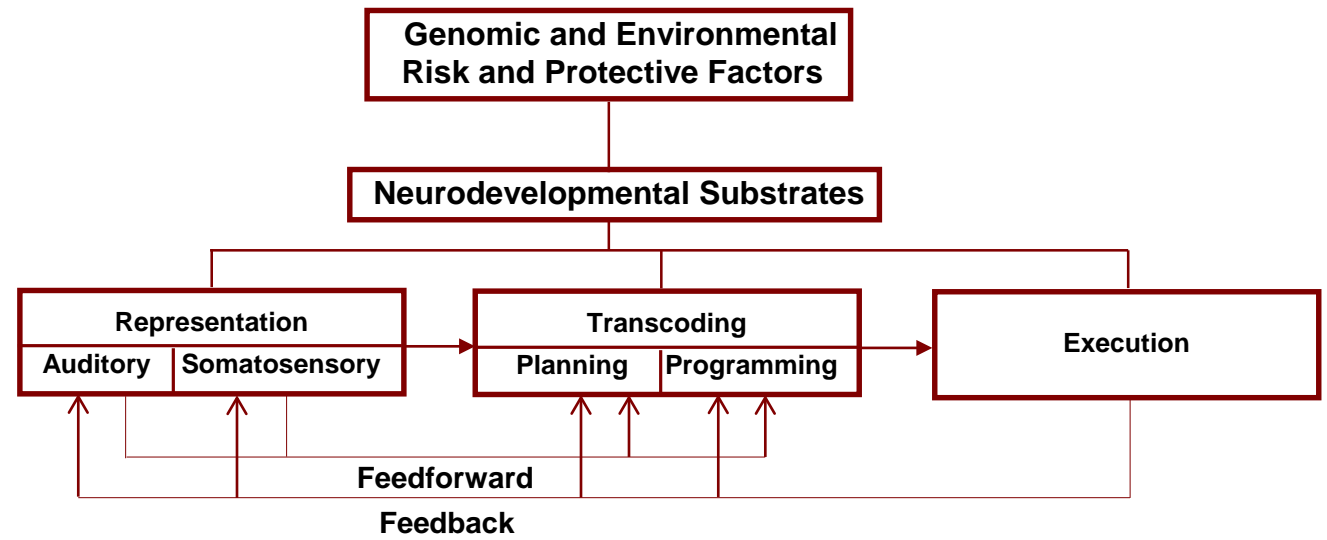 Genomic and Environmental
Risk and Protective Factors
Neurodevelopmental Substrates
Representation
Auditory
Somatosensory
Transcoding
Planning
Programming
Execution
Feedforward
Feedback